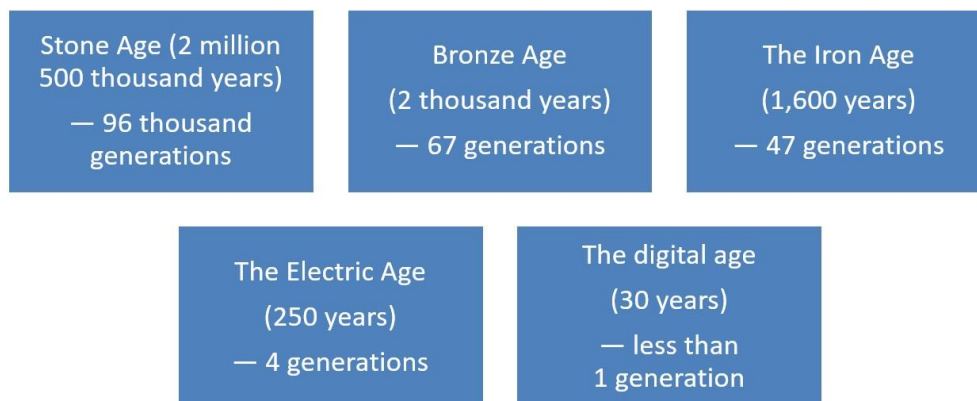 Stone Age (2 million
500 thousand years)
— 96 thousand
generations
Bronze Age
(2 thousand years)
— 67 generations
The Iron Age
(1,600 years)
— 47 generations
The Electric Age
(250 years)
— 4 generations
The digital age
(30 years)
— less than
1 generation